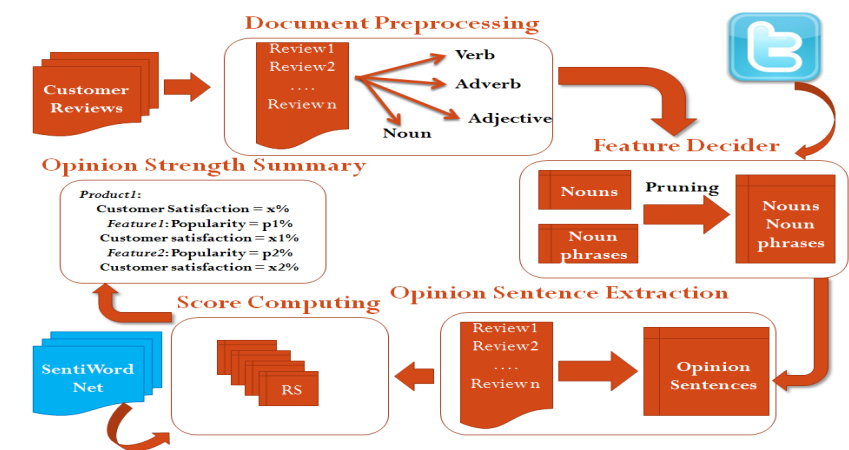 Document Preprocessing
Customer
Reviews
Review1
Review2
....
Review n
Verb
Adverb
Adjective
Noun
Feature Decider
Nouns
Noun
phrases
Pruning
Nouns
Noun
phrases
Opinion Sentence Extraction
Review1
Review2
....
Review n
Opinion
Sentences
Score Computing
RS
SentiWord
Net
Opinion Strength Summary
Product1:
Customer Satisfaction = x%
Feature1: Popularity = p1%
Customer satisfaction = x1%
Feature2: Popularity = p2%
Customer satisfaction = x2%